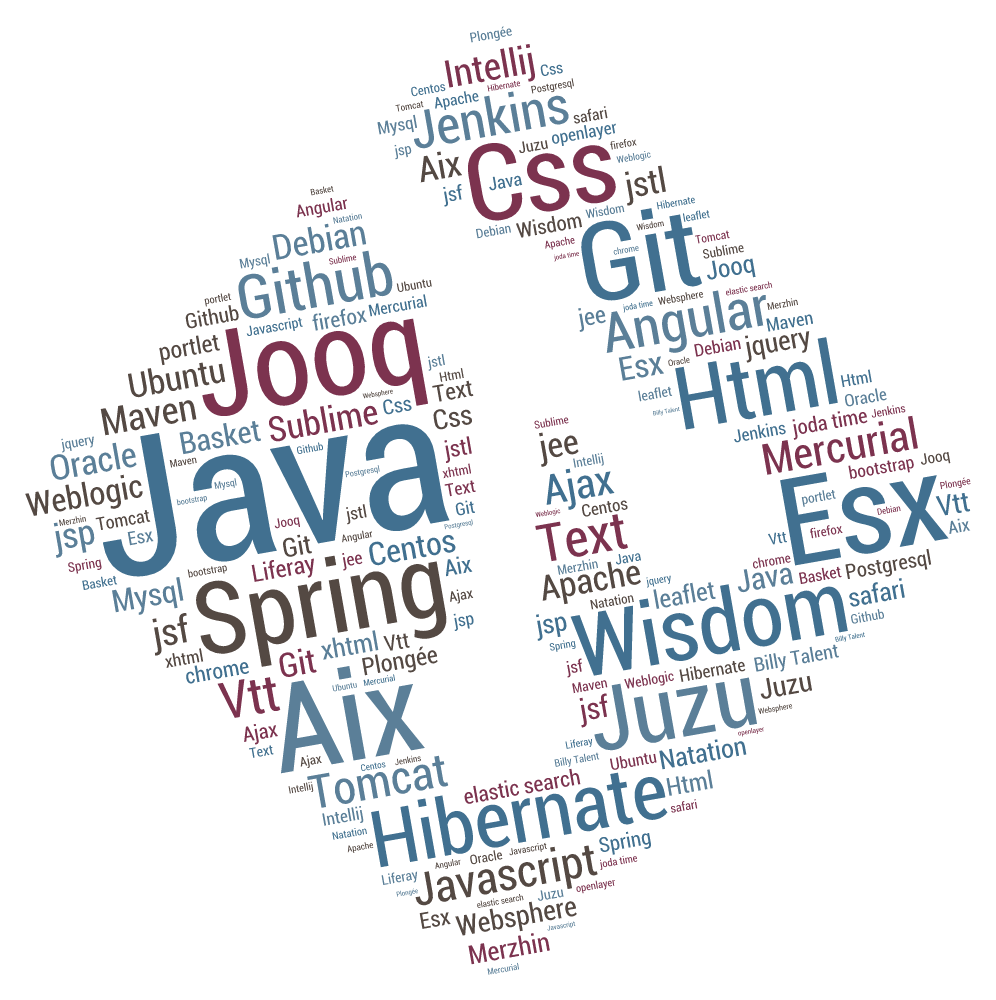 Plongée
Intellij
Css
Centos
Hibernate
Postgresql
Tomcat
Apache
Jenkins
Mysql
safari
openlayer
jsp
Juzu
firefox
Aix
Css
Weblogic
Java
jsf
jstl
Basket
Angular
Natation
Debian
Wisdom
Wisdom
Hibernate
leaflet
Debian
Git
Wisdom
Tomcat
Apache
joda time
chrome
Sublime
Jooq
Mysql
Sublime
Github
Ubuntu
portlet
Github
Javascript
firefox
Mercurial
elastic search
Websphere
joda time
Merzhin
jee
Angular
Maven
portlet
Jooq
jstl
Debian
jquery
Esx
Oracle
Ubuntu
Html
Text
Websphere
Html
Html
leaflet
Oracle
Billy Talent
Maven
Sublime
Css
Css
Sublime
Jenkins
joda time
Jenkins
jquery
Basket
Java
Github
jstl
jee
Mercurial
Oracle
Maven
Postgresql
xhtml
Intellij
bootstrap
Jooq
Weblogic
bootstrap
Mysql
Text
Ajax
Esx
portlet
Plongée
Merzhin
Tomcat
Jooq
jstl
Git
Centos
Weblogic
Vtt
Debian
jsp
Esx
Angular
Postgresql
Text
firefox
Aix
Vtt
Spring
Git
jee
Centos
Merzhin
Java
chrome
Basket
Postgresql
Basket
bootstrap
Liferay
Aix
Apache
jquery
Java
Mysql
Spring
Ajax
Natation
leaflet
safari
jsf
jsp
jsp
Wisdom
Github
xhtml
chrome
Git
xhtml
Vtt
Spring
Billy Talent
Plongée
jsf
Weblogic
Hibernate
Billy Talent
Vtt
Aix
Ubuntu
Mercurial
Maven
Juzu
Juzu
jsf
Websphere
Ajax
Text
Ajax
Centos
Jenkins
Liferay
openlayer
Billy Talent
Ubuntu
Natation
Intellij
Tomcat
elastic search
Html
Intellij
Hibernate
safari
Natation
Apache
Angular
Oracle
Javascript
Spring
joda time
Liferay
Javascript
openlayer
Plongée
elastic search
Juzu
Esx
Websphere
Javascript
Merzhin
Mercurial